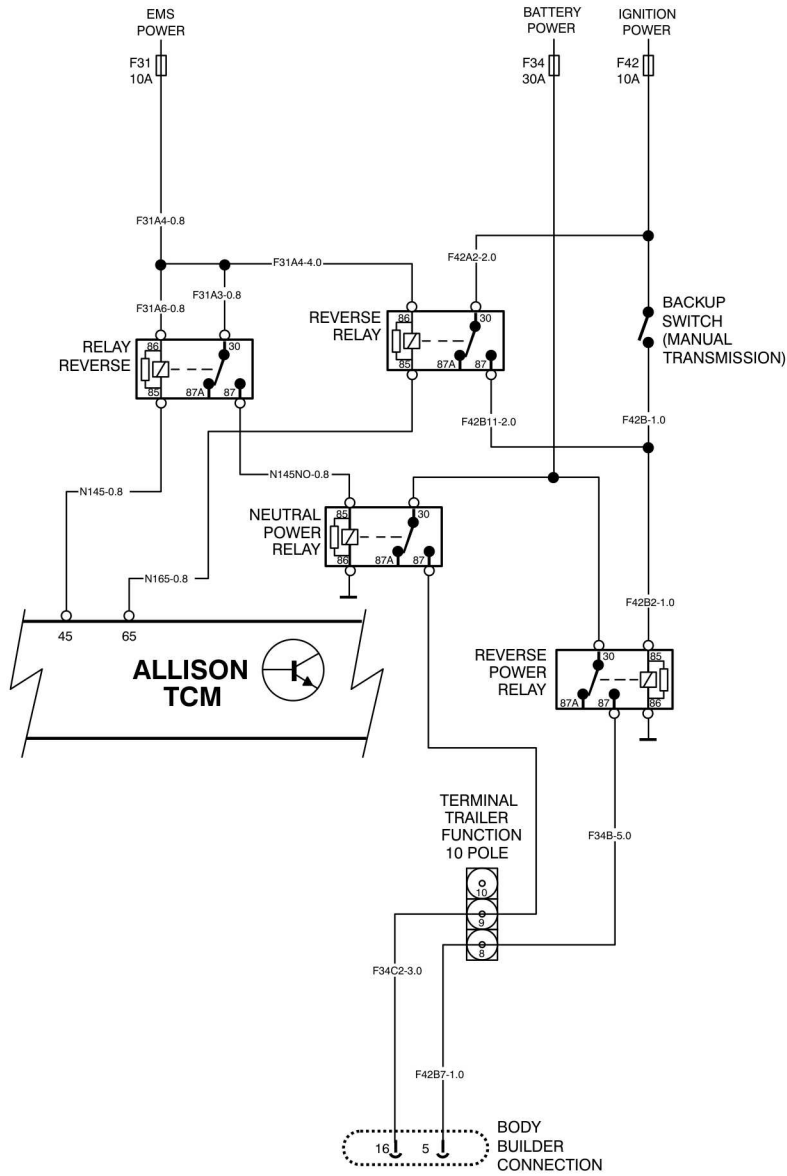 EMS
POWER
BATTERY
POWER
IGNITION
POWER
F31
10A
F34
30A
F42
10A
F31A4-0.8
F31A4-4.0
F42A2-2.0
F31A6-0.8
F31A3-0.8
RELAY
REVERSE
86
30
85
87A
87
REVERSE
RELAY
86
30
85
87A
87
BACKUP
SWITCH
(MANUAL
TRANSMISSION)
F42B11-2.0
F42B-1.0
N145-0.8
N145NO-0.8
NEUTRAL
POWER
RELAY
85
30
86
87A
87
N165-0.8
F42B2-1.0
45
65
ALLISON
TCM
REVERSE
POWER
RELAY
30
85
87A
87
86
TERMINAL
TRAILER
FUNCTION
10 POLE
F34B-5.0
10
9
8
F34C2-3.0
F42B7-1.0
16
5
BODY
BUILDER
CONNECTION